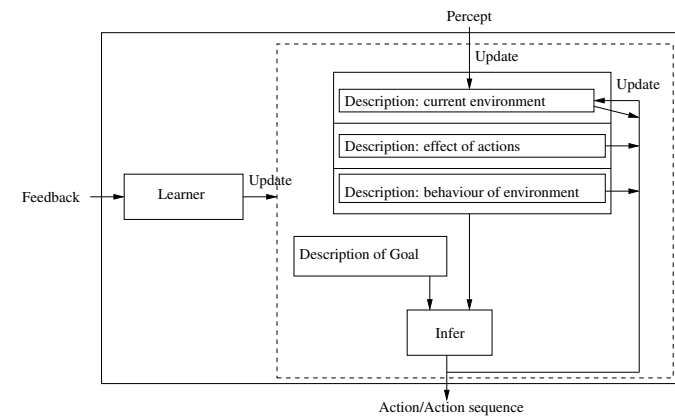 Percept
Update
Update
Description: current environment
Description: effect of actions
Description: behaviour of environment
Feedback
Learner
Update
Description of Goal
Infer
Action/Action sequence